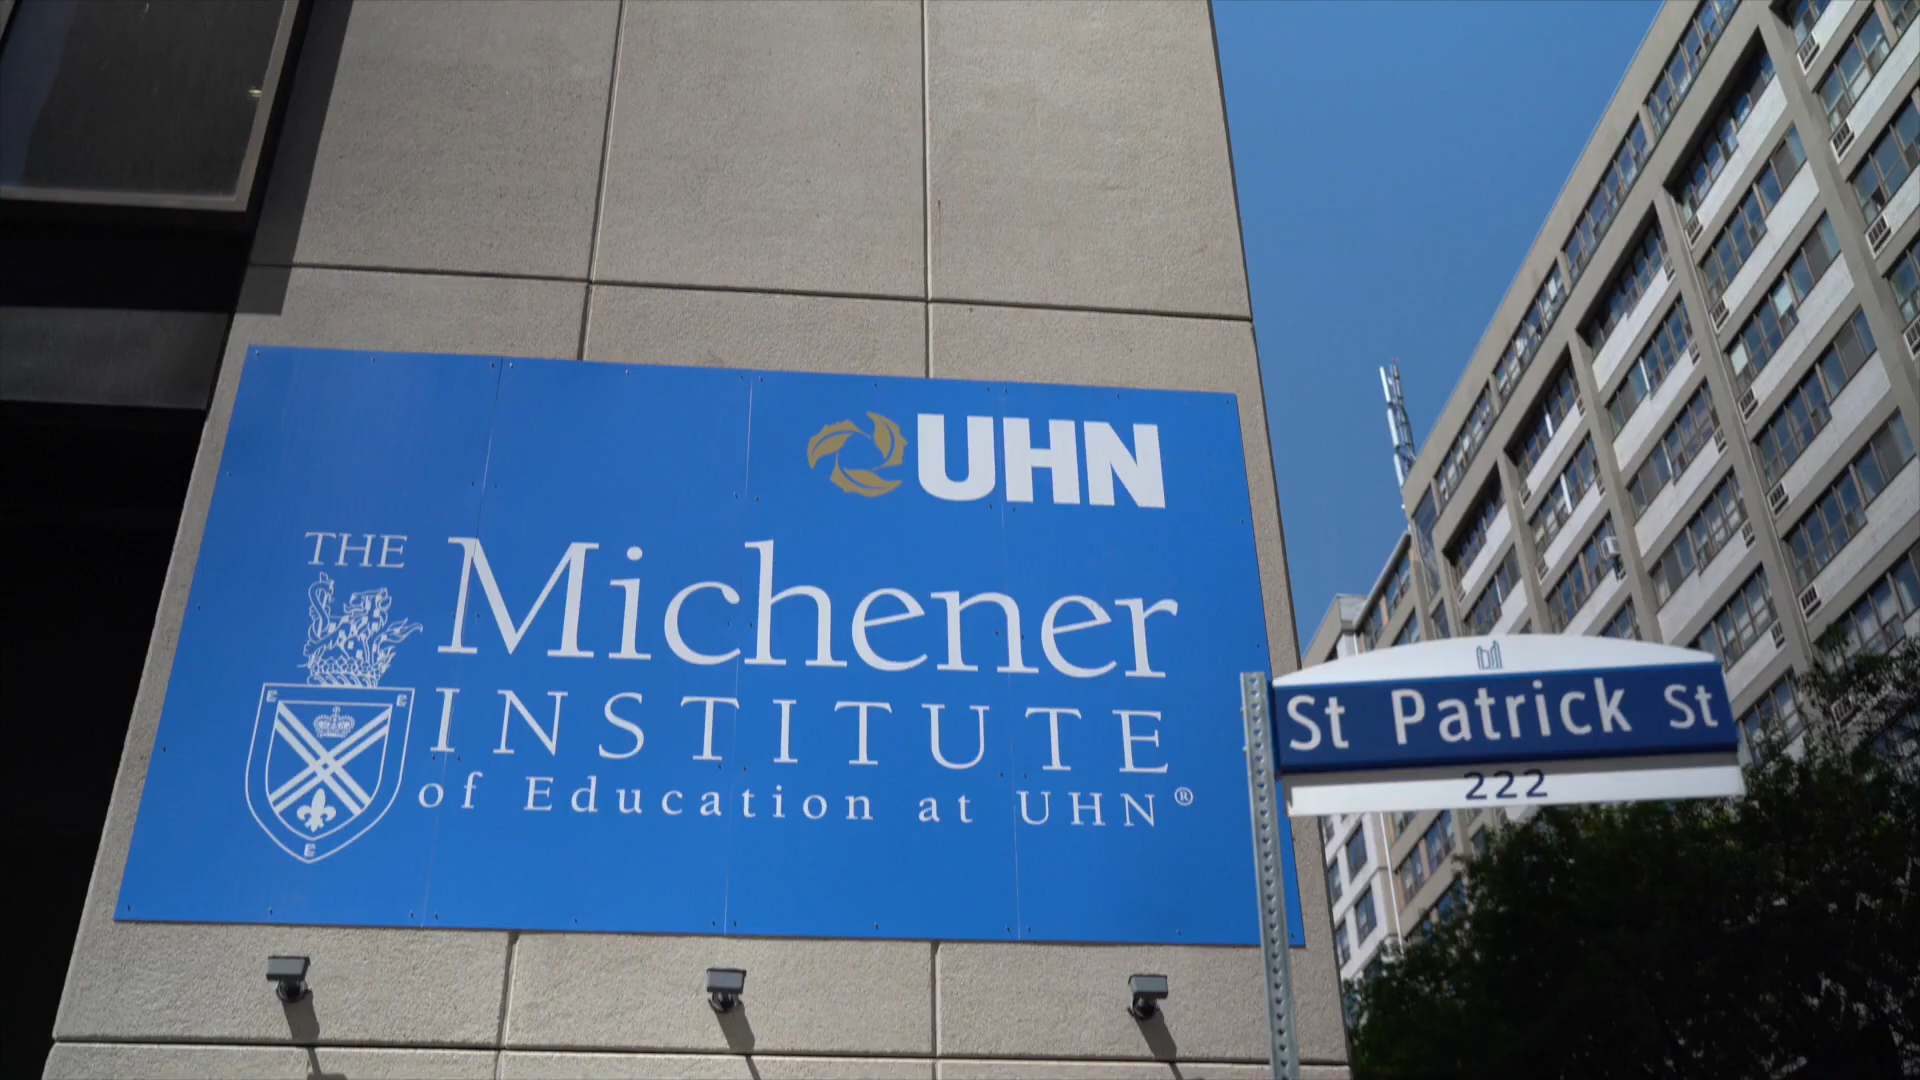 UHN
THE
Michener
INSTITUTE
of Education at UHN®
E E
E
St Patrick St
222